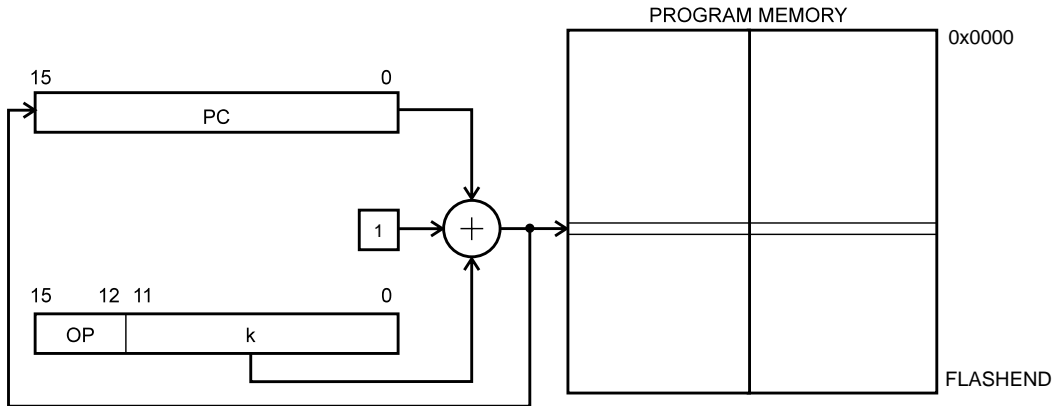 PROGRAM MEMORY
0x0000
15 0
PC
1
+
15 12 11 0
OP k
FLASHEND